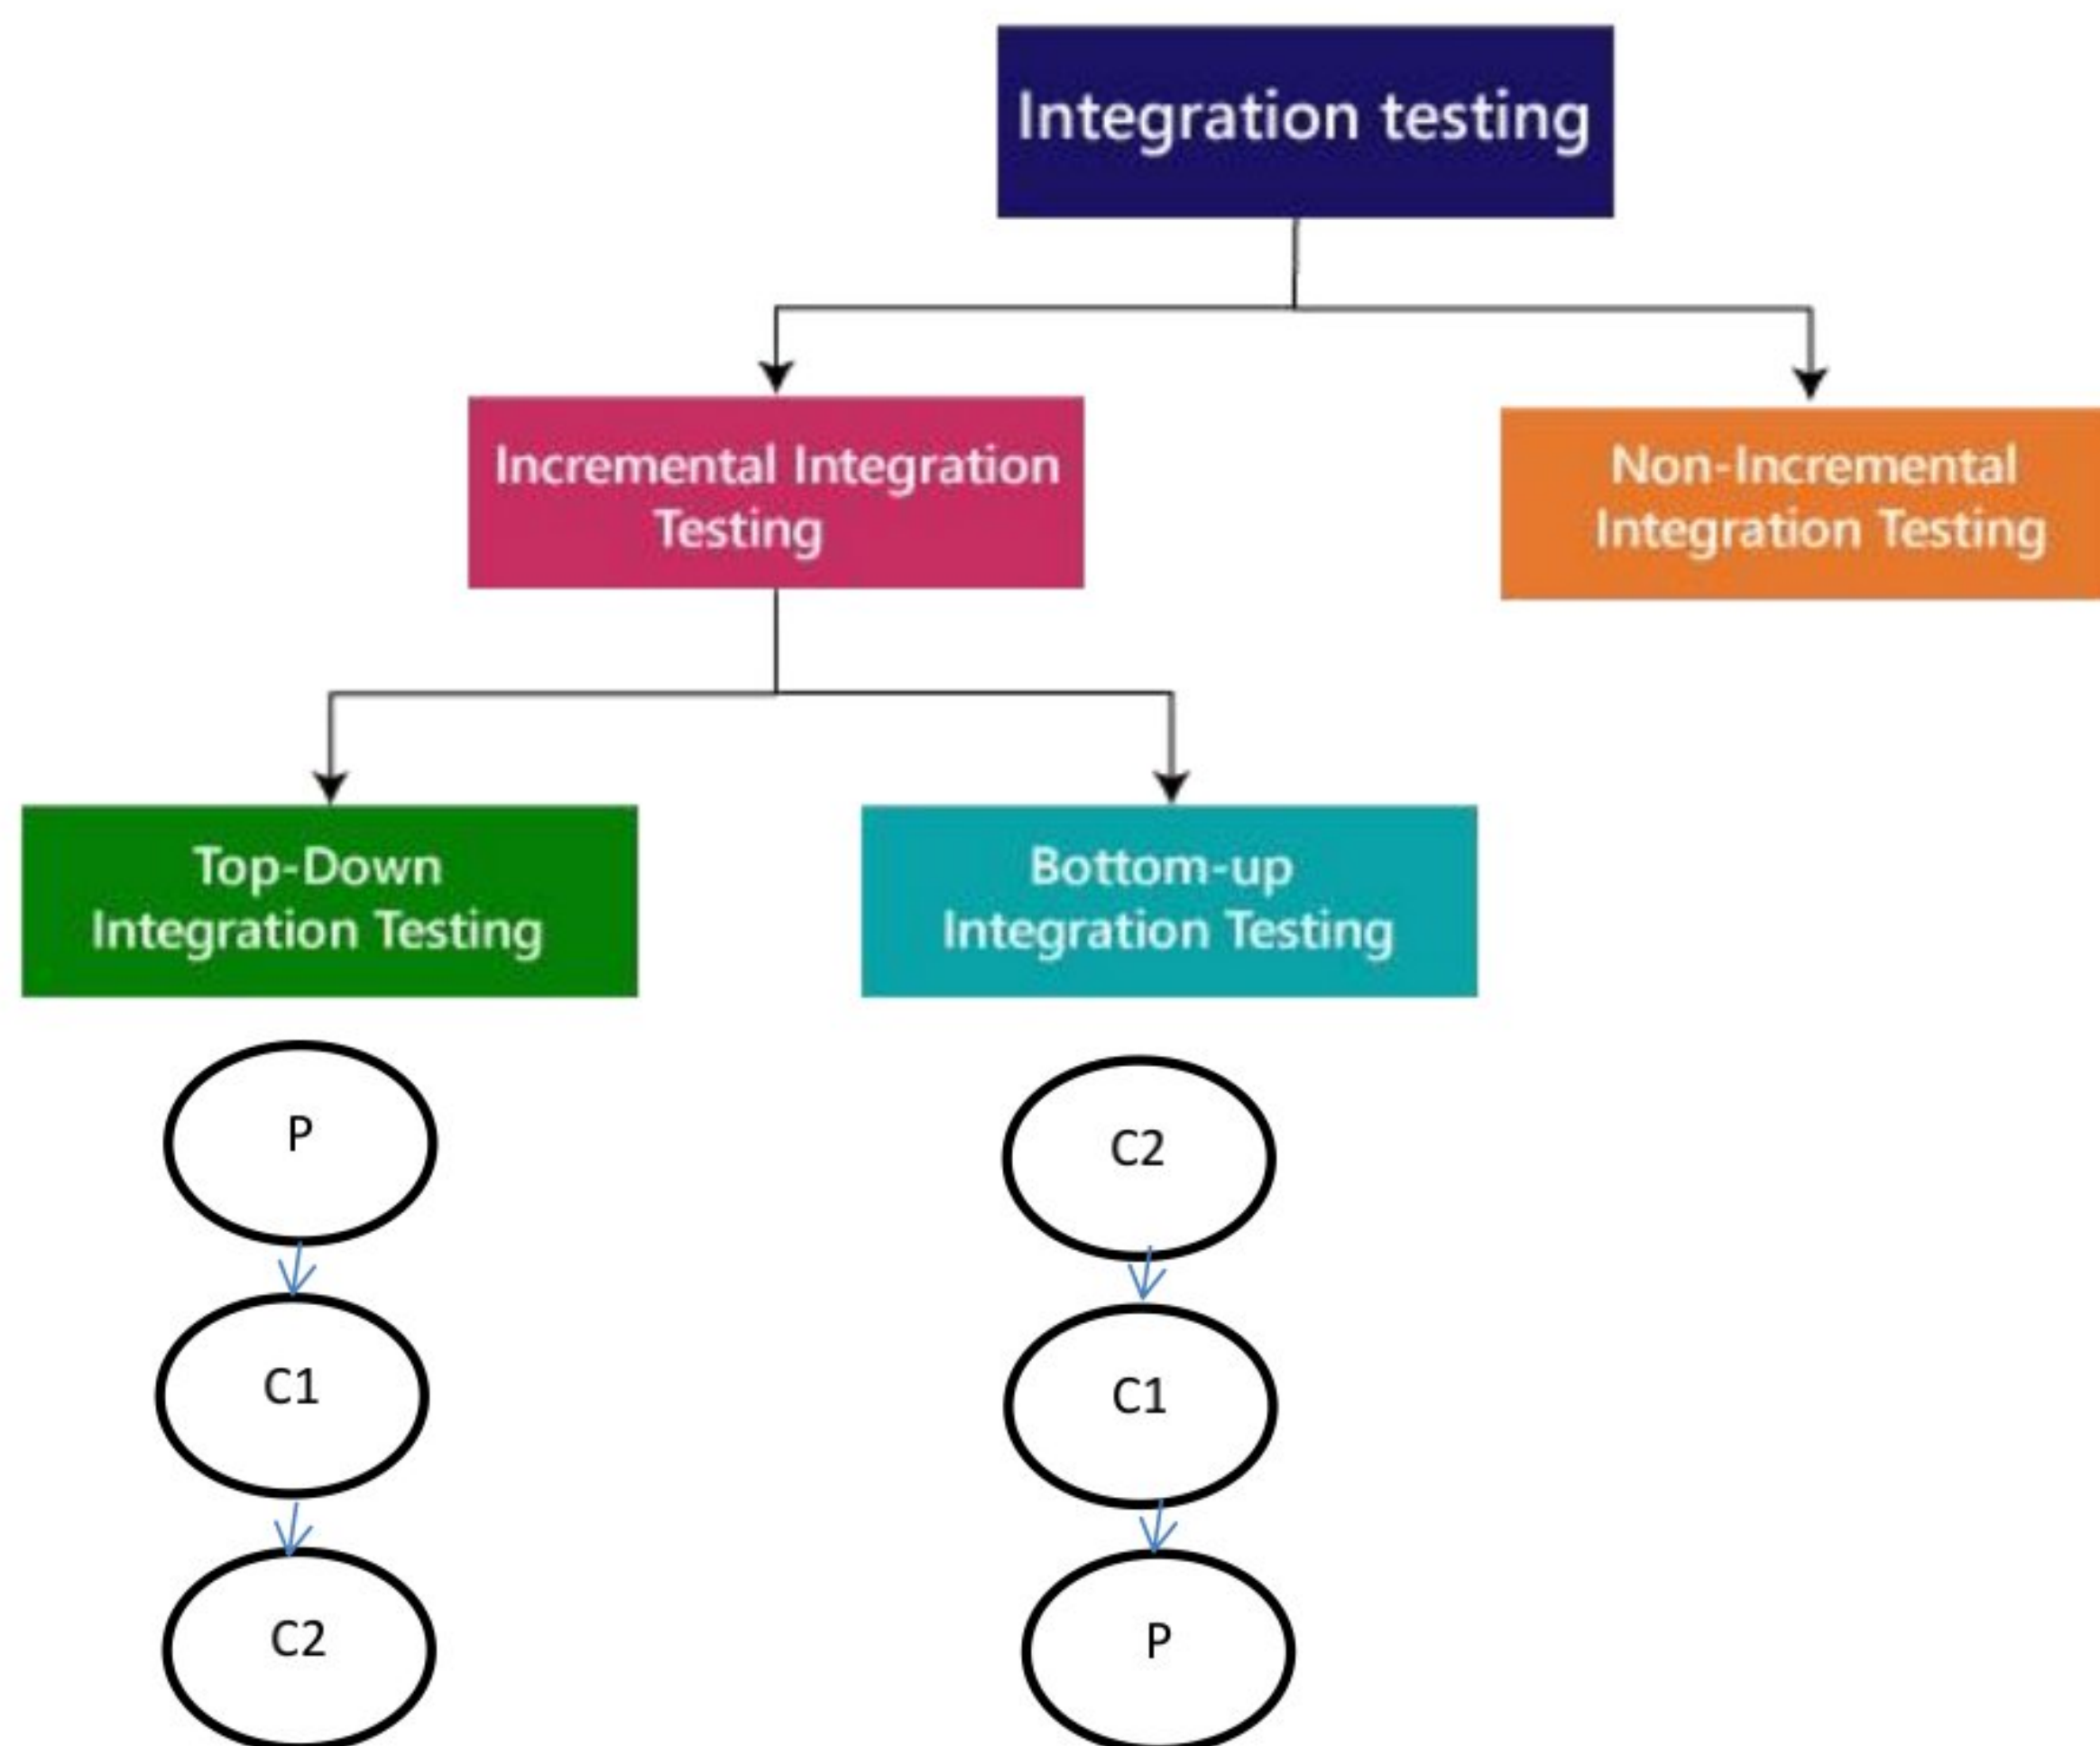 Integration testing
Incremental Integration
Testing
Non-Incremental
Integration Testing
Top-Down
Integration Testing
Bottom-up
Integration Testing
P
C1
C2
C2
C1
P